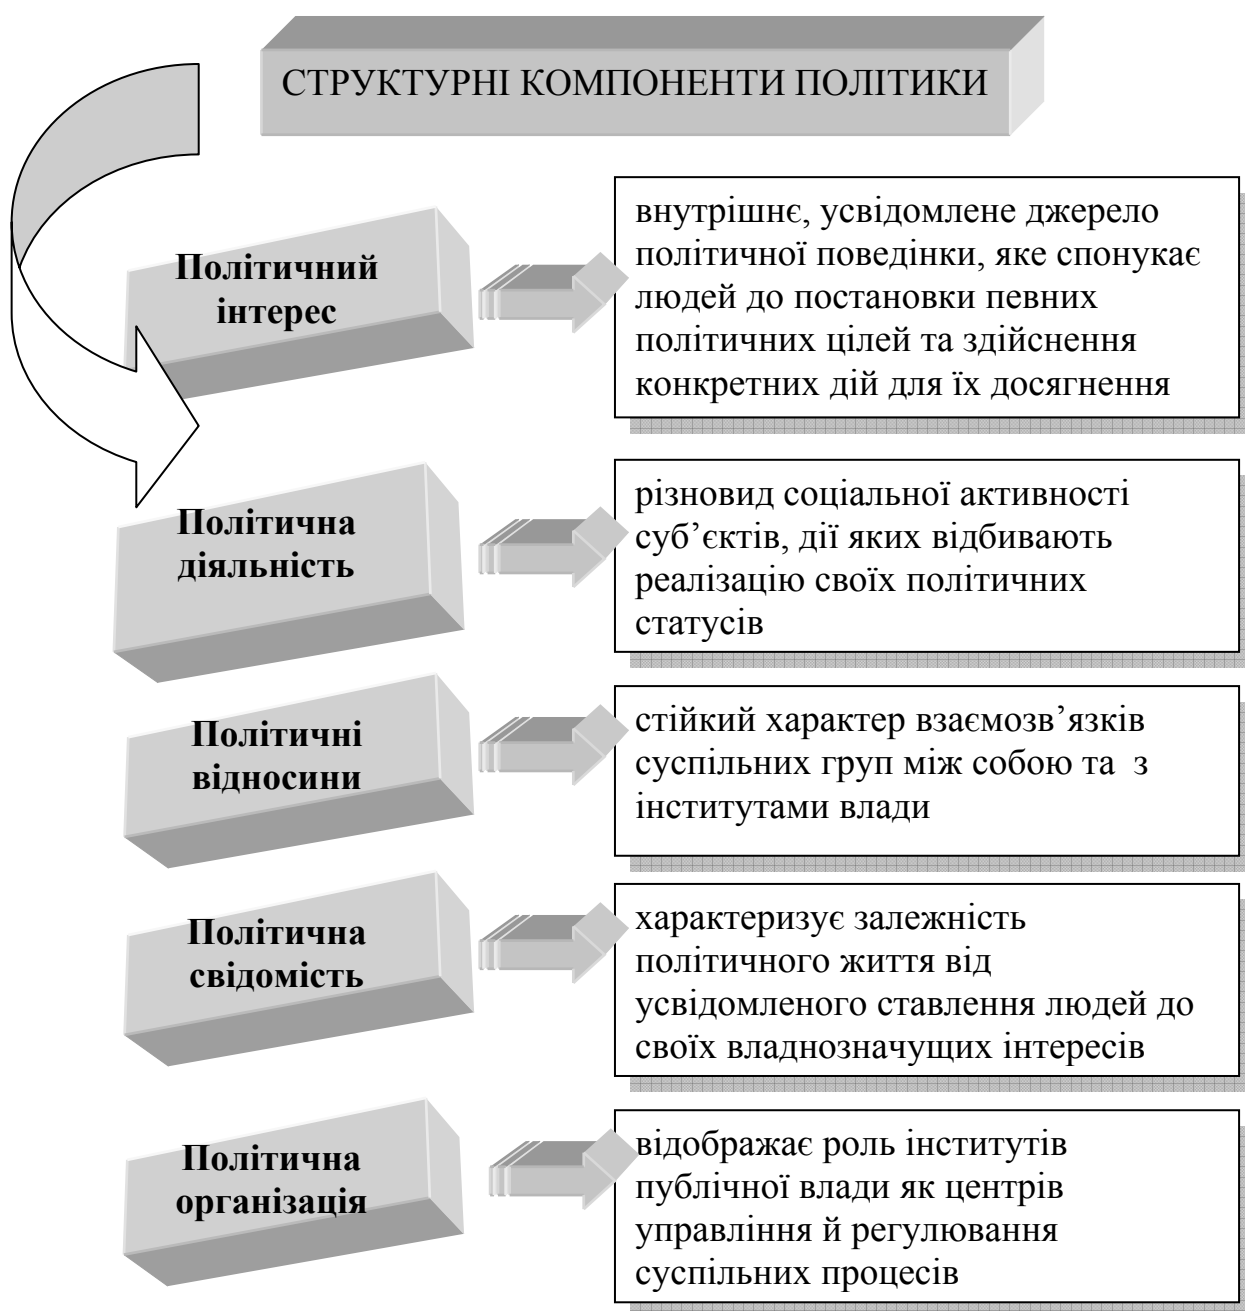 СТРУКТУРНІ КОМПОНЕНТИ ПОЛІТИКИ
Політичний
інтерес
внутрішнє, усвідомлене джерело
політичної поведінки, яке спонукає
людей до постановки певних
політичних цілей та здійснення
конкретних дій для їх досягнення
Політична
діяльність
різновид соціальної активності
суб’єктів, дії яких відбивають
реалізацію своїх політичних
статусів
Політичні
відносини
стійкий характер взаємозв’язків
суспільних груп між собою та з
інститутами влади
Політична
свідомість
характеризує залежність
політичного життя від
усвідомленого ставлення людей до
своїх владнозначущих інтересів
Політична
організація
відображає роль інститутів
публічної влади як центрів
управління й регулювання
суспільних процесів